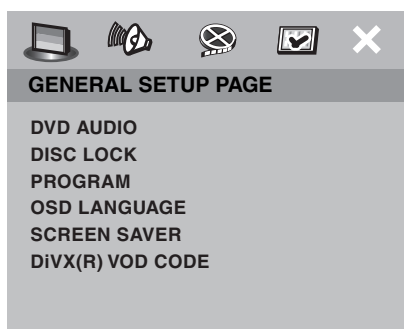 GENERAL SETUP PAGE
DVD AUDIO
DISC LOCK
PROGRAM
OSD LANGUAGE
SCREEN SAVER
DiVX(R) VOD CODE